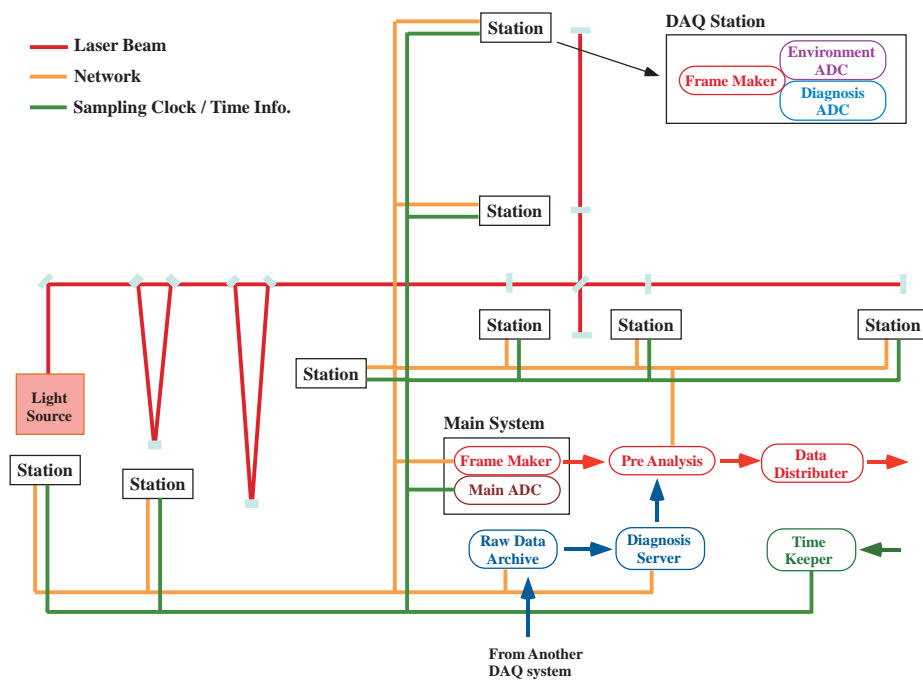 Laser Beam
Network
Sampling Clock / Time Info.
Station
DAQ Station
Environment
ADC
Frame Maker
Diagnosis
ADC
Station
Station
Station
Station
Station
Light
Source
Station
Station
Main System
Frame Maker
Main ADC
Pre Analysis
Data
Distributer
Raw Data
Archive
Diagnosis
Server
Time
Keeper
From Another
DAQ system